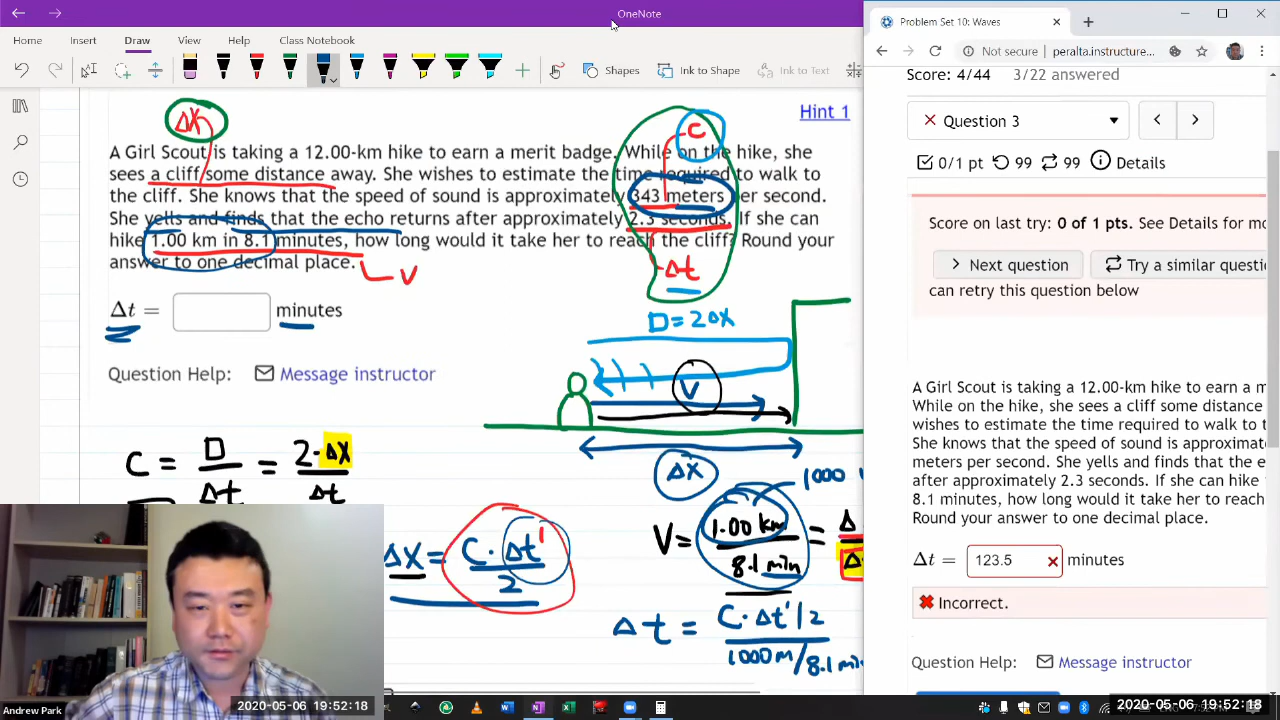 OneNote
Home Insert Draw View Help Class Notebook
Shapes Ink to Shape Ink to Text
Hint 1
Δx
C
A Girl Scout is taking a 12.00-km hike to earn a merit badge. While on the hike, she
sees a cliff some distance away. She wishes to estimate the time required to walk to
the cliff. She knows that the speed of sound is approximately 343 meters per second.
She yells and finds that the echo returns after approximately 2.3 seconds. If she can
hike 1.00 km in 8.1 minutes, how long would it take her to reach the cliff? Round your
answer to one decimal place.
V
Δt
Δt = minutes
D=2Δx
V
Question Help: Message instructor
Δx
C = D/Δt = 2·Δx/Δt
1000
V= 1.00 km/8.1 min =
Δx = C·Δt'/2
Δt = C·Δt'/2
1000m/8.1 min
Andrew Park
2020-05-06 19:52:18
Problem Set 10: Waves
Not secure | peralta.instructure...
Score: 4/44 3/22 answered
Question 3
0/1 pt 99 99 Details
Score on last try: 0 of 1 pts. See Details for mo
Next question Try a similar questi
can retry this question below
A Girl Scout is taking a 12.00-km hike to earn a m
While on the hike, she sees a cliff some distance
wishes to estimate the time required to walk to t
She knows that the speed of sound is approximat
meters per second. She yells and finds that the e
after approximately 2.3 seconds. If she can hike
8.1 minutes, how long would it take her to reach
Round your answer to one decimal place.
Δt = 123.5 minutes
Incorrect.
Question Help: Message instructor
2020-05-06 19:52:18